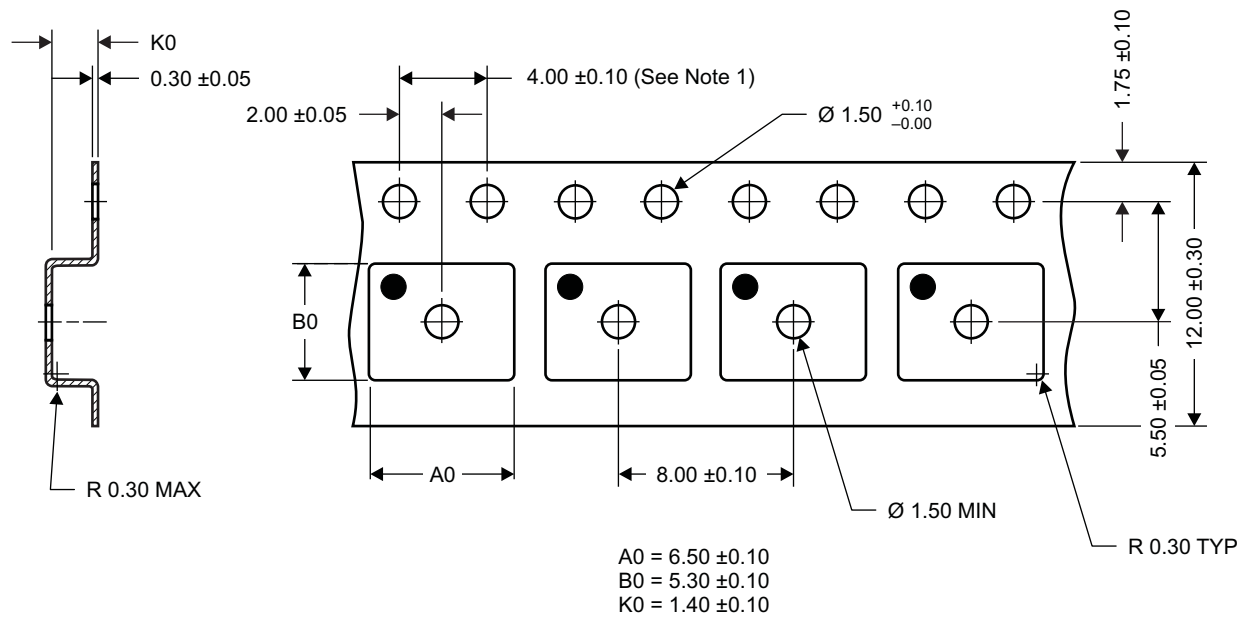 K0
0.30 ±0.05
4.00 ±0.10 (See Note 1)
2.00 ±0.05
Ø 1.50 +0.10 –0.00
1.75 ±0.10
B0
12.00 ±0.30
5.50 ±0.05
A0
8.00 ±0.10
R 0.30 MAX
Ø 1.50 MIN
R 0.30 TYP
A0 = 6.50 ±0.10
B0 = 5.30 ±0.10
K0 = 1.40 ±0.10